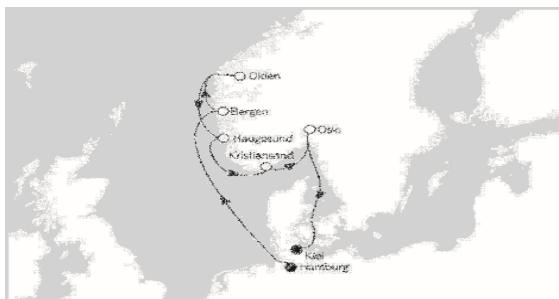 Olden
Bergen
Haugesund
Oslo
Kristiansand
Kiel
Hamburg